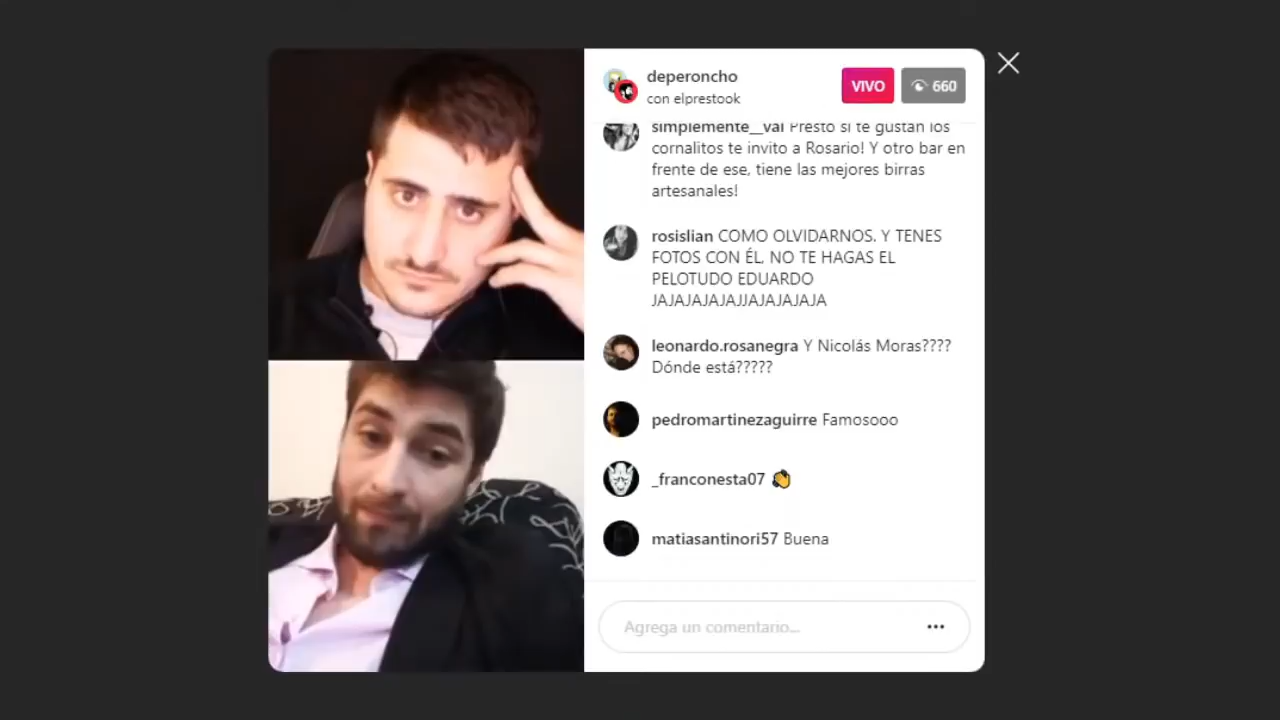 deperoncho
con elprestook
VIVO
660
simplemente__val Presto si te gustan los
cornalitos te invito a Rosario! Y otro bar en
frente de ese, tiene las mejores birras
artesanales!
rosislian COMO OLVIDARNOS. Y TENES
FOTOS CON ÉL, NO TE HAGAS EL
PELOTUDO EDUARDO
JAJAJAJAJAJJAJAJAJAJA
leonardo.rosanegra Y Nicolás Moras????
Dónde está?????
pedromartinezaguirre Famosooo
_franconesta07 👏
matiasantinori57 Buena
Agrega un comentario...